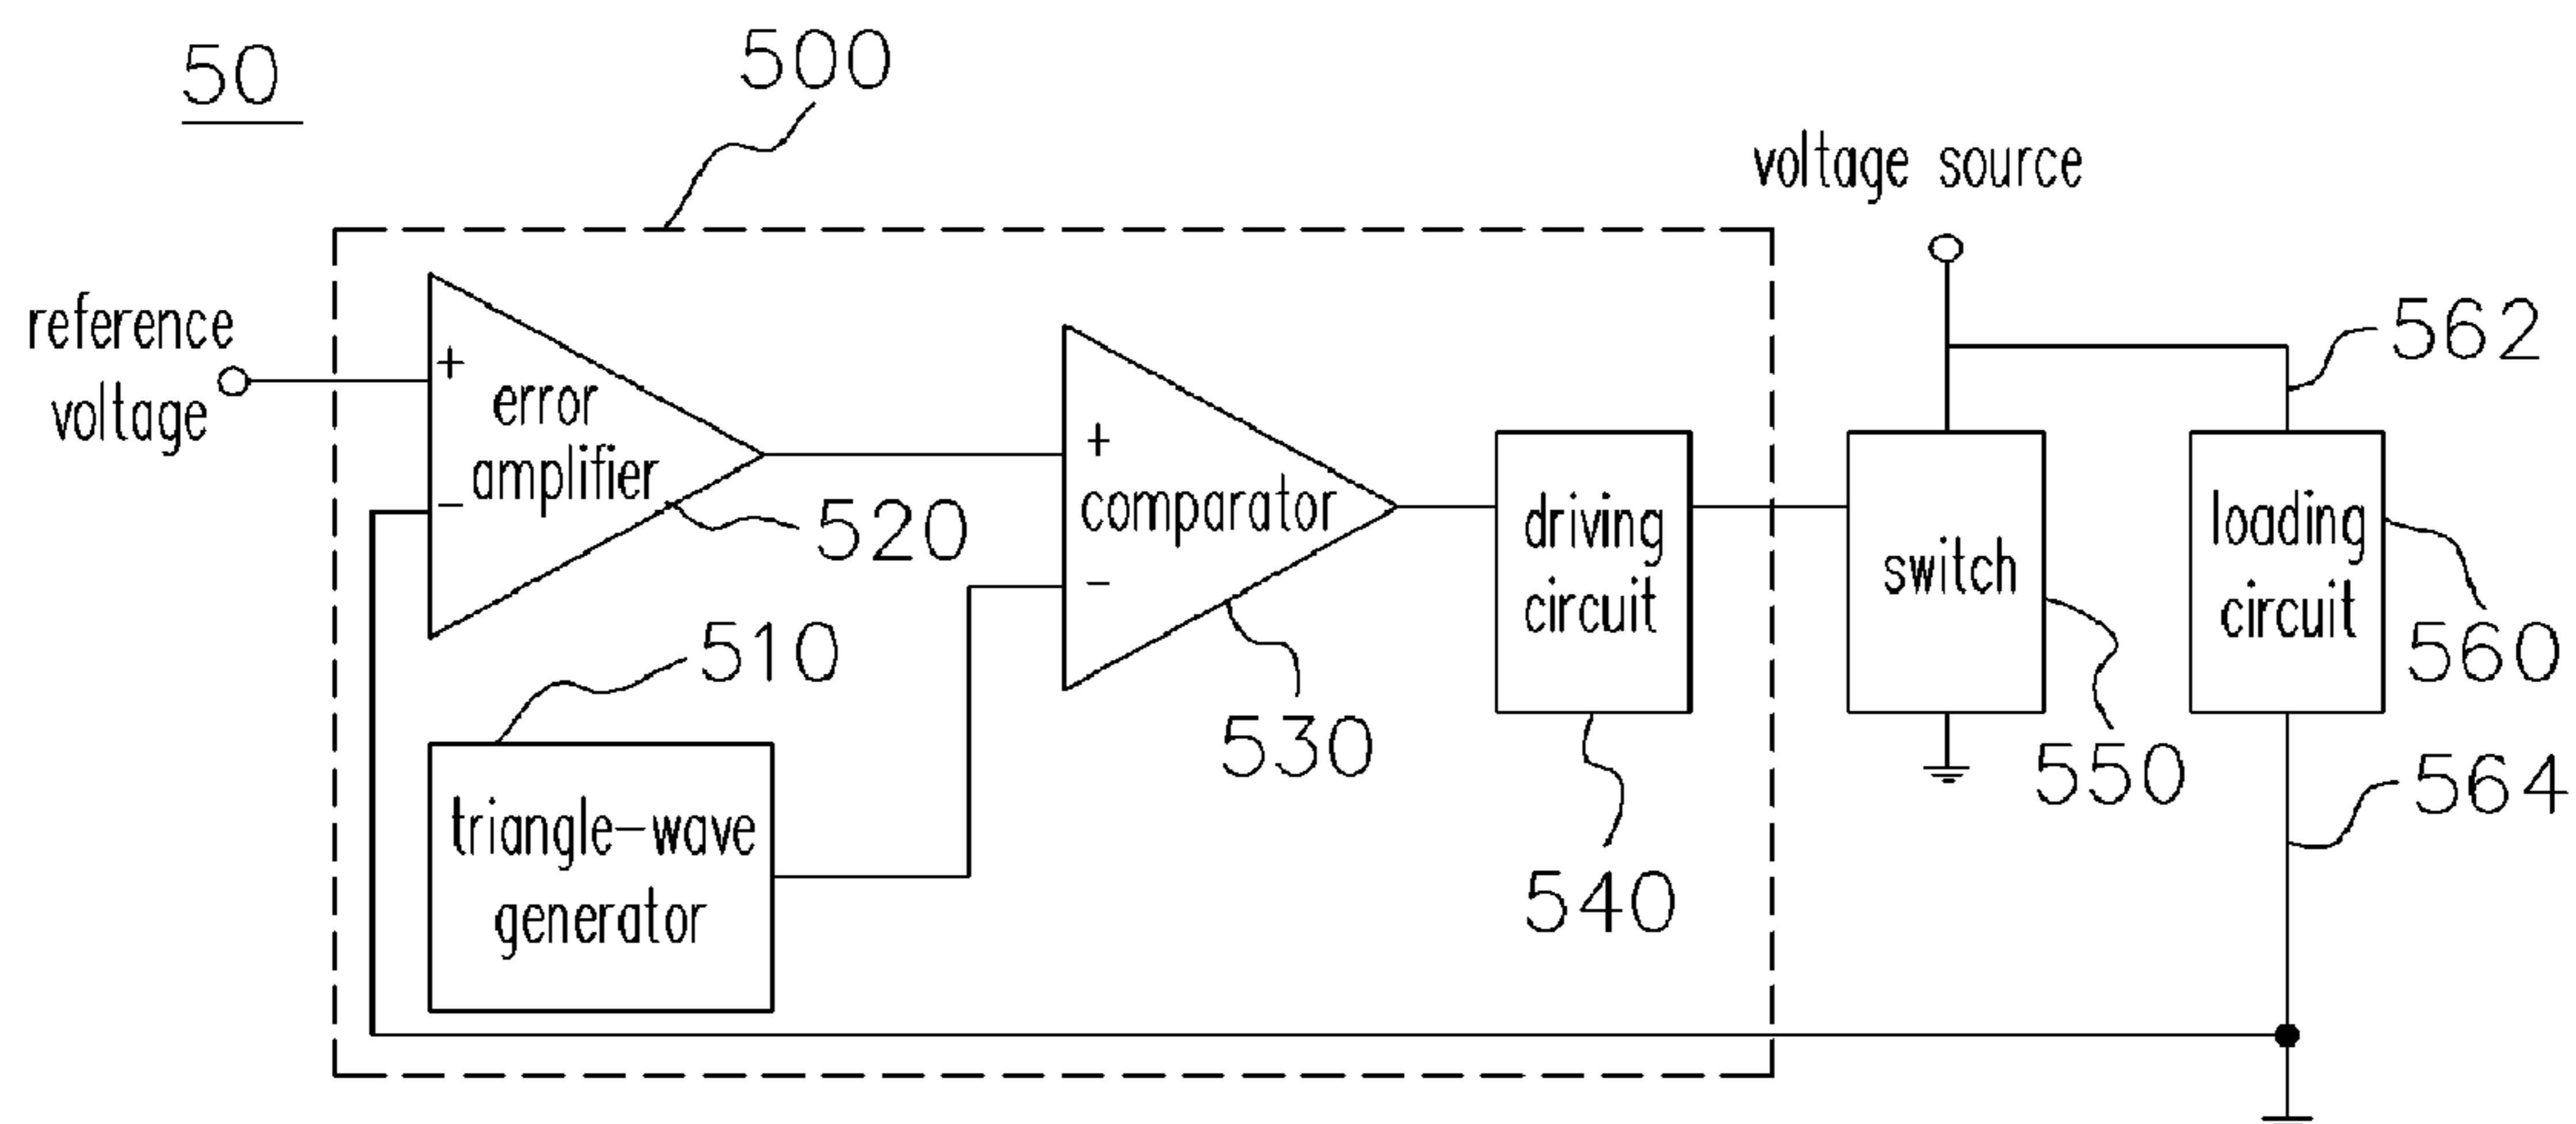 50
500
voltage source
reference
voltage
562
+
error
amplifier
−
520
+
comparator
−
driving
circuit
switch
loading
circuit
560
510
530
550
564
triangle-wave
generator
540